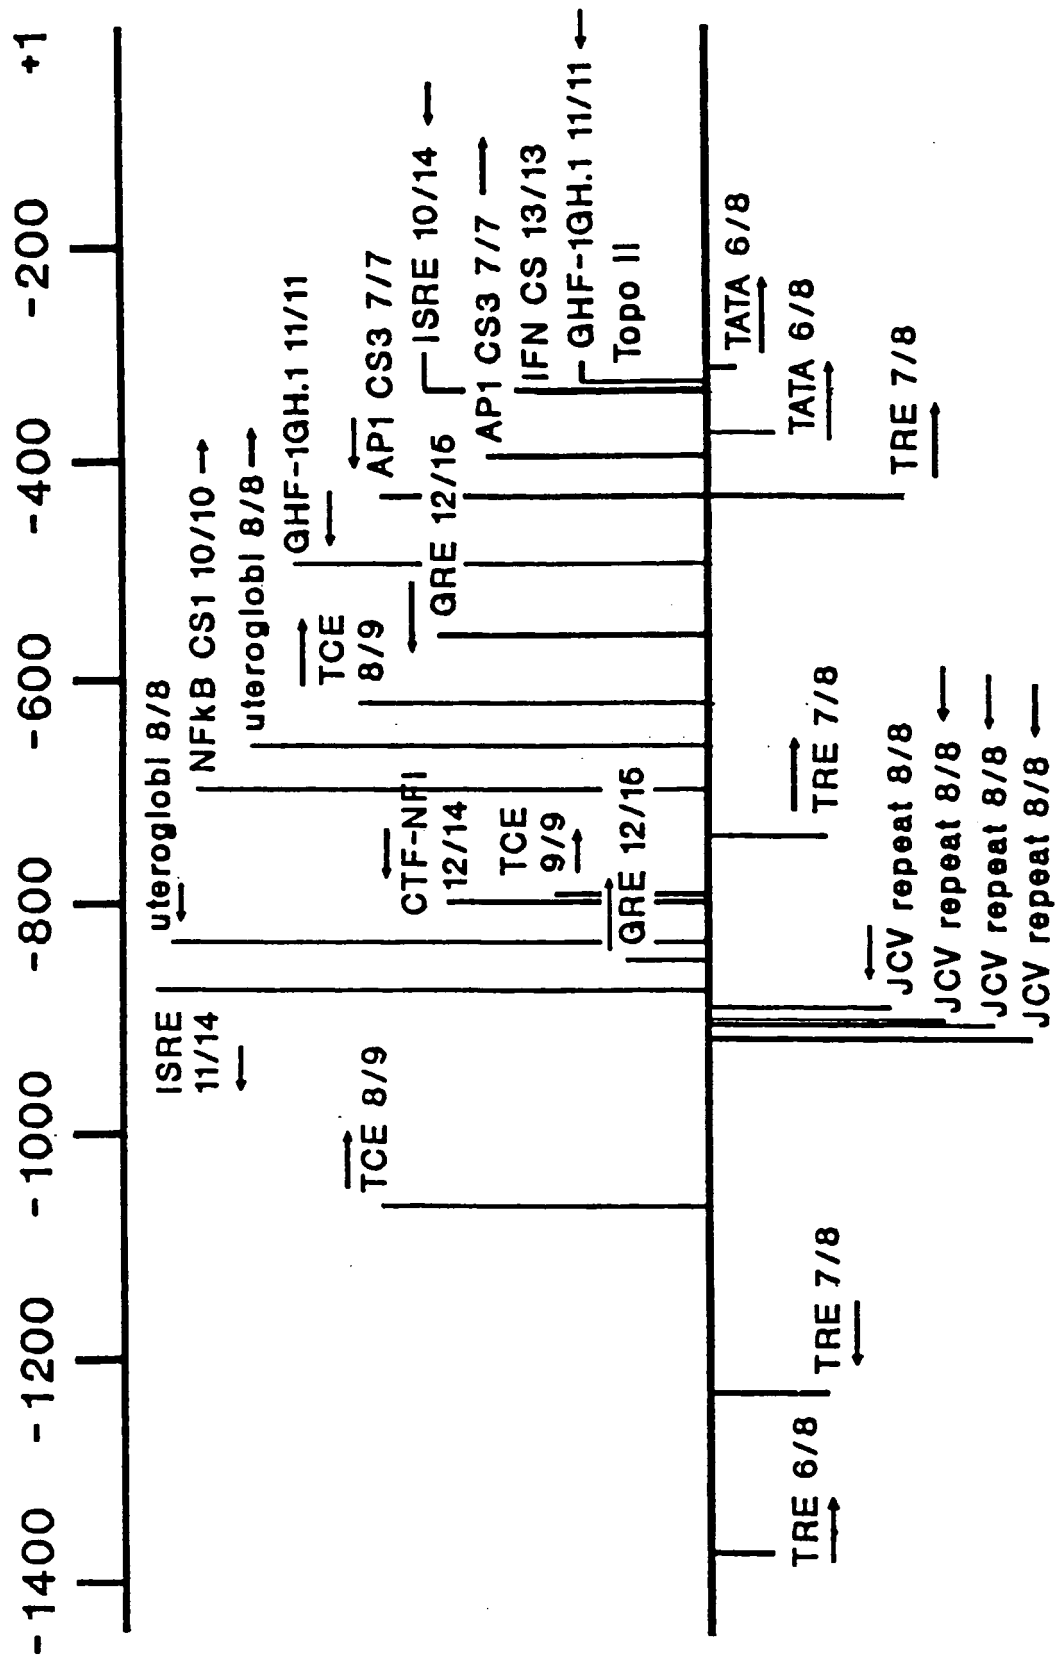 -1400 -1200 -1000 -800 -600 -400 -200 +1
uteroglobl 8/8
ISRE
11/14
NFkB CS1 10/10
uteroglobl 8/8
GHF-1GH.1 11/11
TCE
8/9
TCE 8/9
AP1 CS3 7/7
CTF-NFI
12/14
ISRE 10/14
GRE 12/15
AP1 CS3 7/7
TCE
9/9
IFN CS 13/13
GHF-1GH.1 11/11
GRE 12/15
Topo II
TATA 6/8
TATA 6/8
TRE 6/8
TRE 7/8
TRE 7/8
TRE 7/8
JCV repeat 8/8
JCV repeat 8/8
JCV repeat 8/8
JCV repeat 8/8